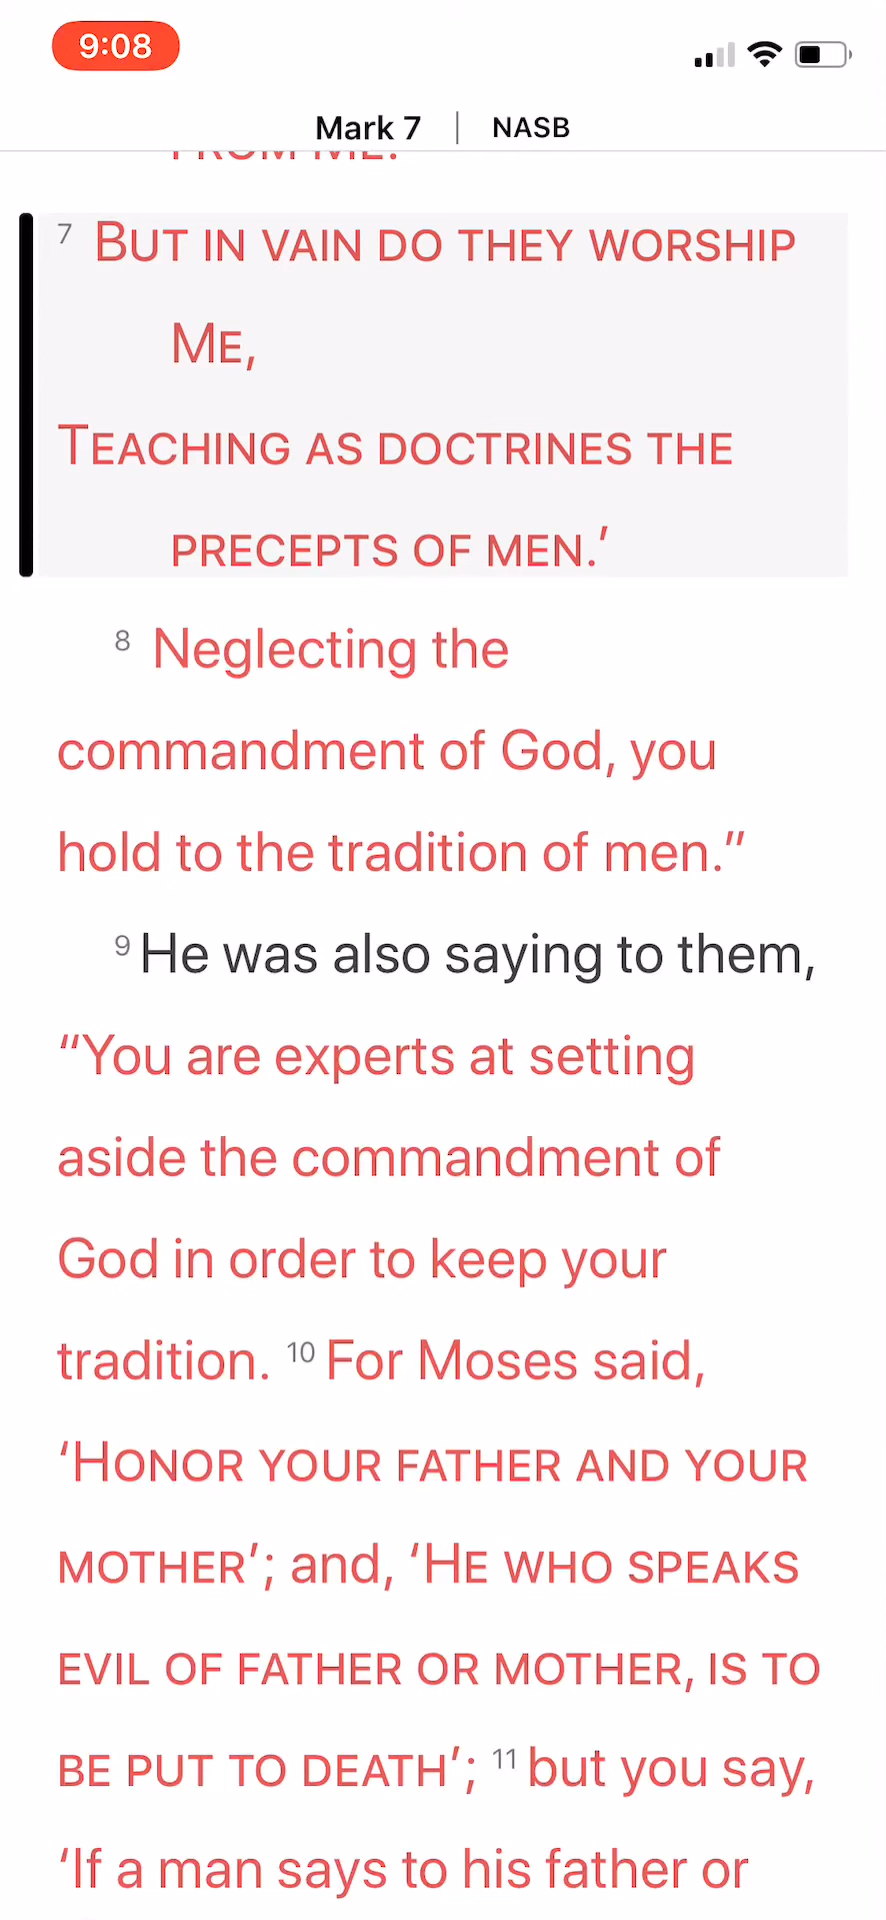 9:08
Mark 7 | NASB
FROM ME.
7 BUT IN VAIN DO THEY WORSHIP
ME,
TEACHING AS DOCTRINES THE
PRECEPTS OF MEN.’
8 Neglecting the
commandment of God, you
hold to the tradition of men.”
9 He was also saying to them,
“You are experts at setting
aside the commandment of
God in order to keep your
tradition. 10 For Moses said,
‘HONOR YOUR FATHER AND YOUR
MOTHER’; and, ‘HE WHO SPEAKS
EVIL OF FATHER OR MOTHER, IS TO
BE PUT TO DEATH’; 11 but you say,
‘If a man says to his father or